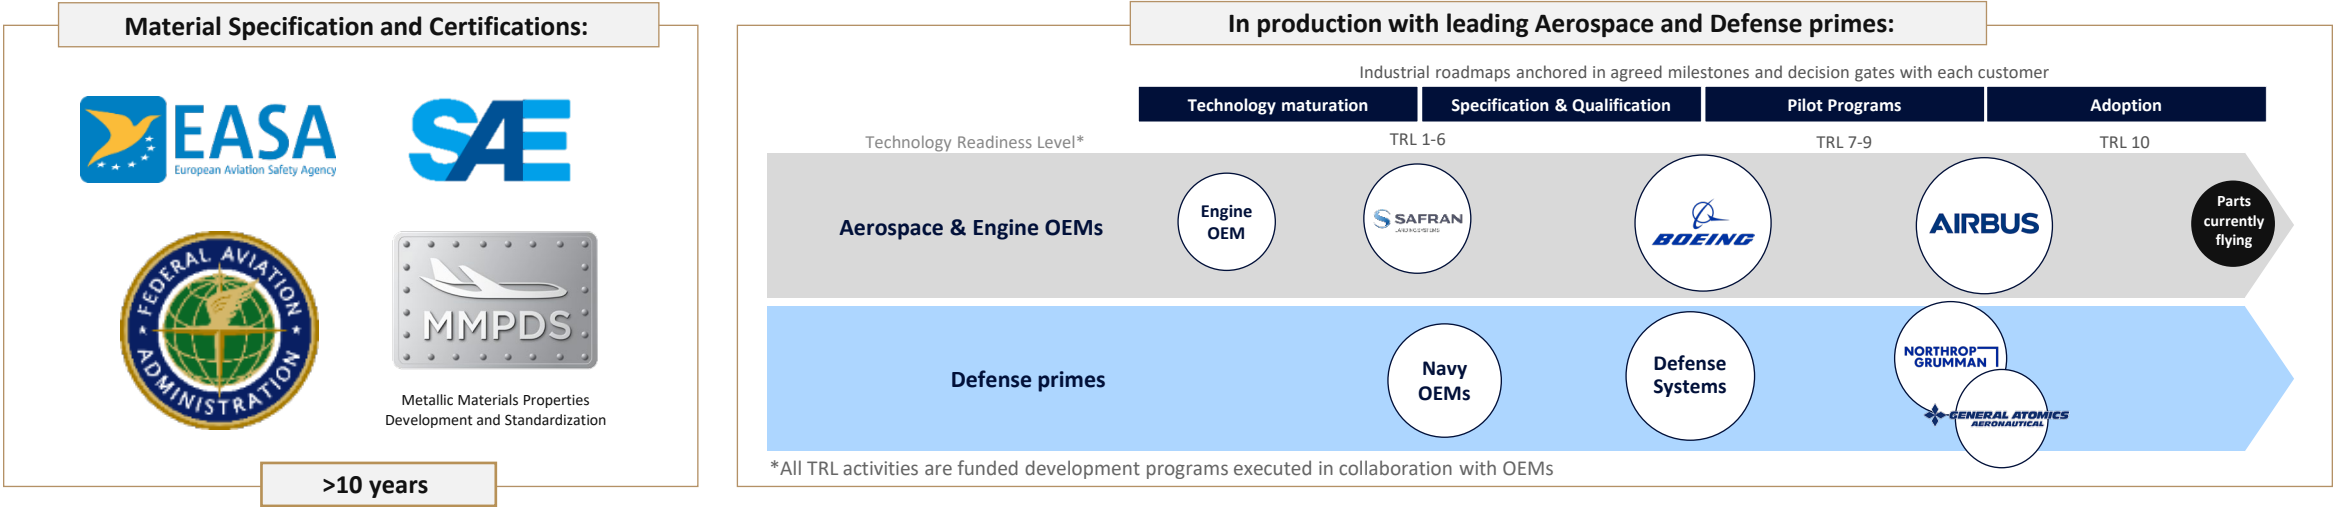 Material Specification and Certifications:
EASA
European Aviation Safety Agency
SAE
FEDERAL AVIATION ADMINISTRATION
MMPDS
Metallic Materials Properties
Development and Standardization
>10 years
In production with leading Aerospace and Defense primes:
Industrial roadmaps anchored in agreed milestones and decision gates with each customer
Technology maturation
Specification & Qualification
Pilot Programs
Adoption
Technology Readiness Level*
TRL 1-6
TRL 7-9
TRL 10
Aerospace & Engine OEMs
Engine
OEM
SAFRAN
LANDING SYSTEMS
BOEING
AIRBUS
Parts
currently
flying
Defense primes
Navy
OEMs
Defense
Systems
NORTHROP
GRUMMAN
GENERAL ATOMICS
AERONAUTICAL
*All TRL activities are funded development programs executed in collaboration with OEMs